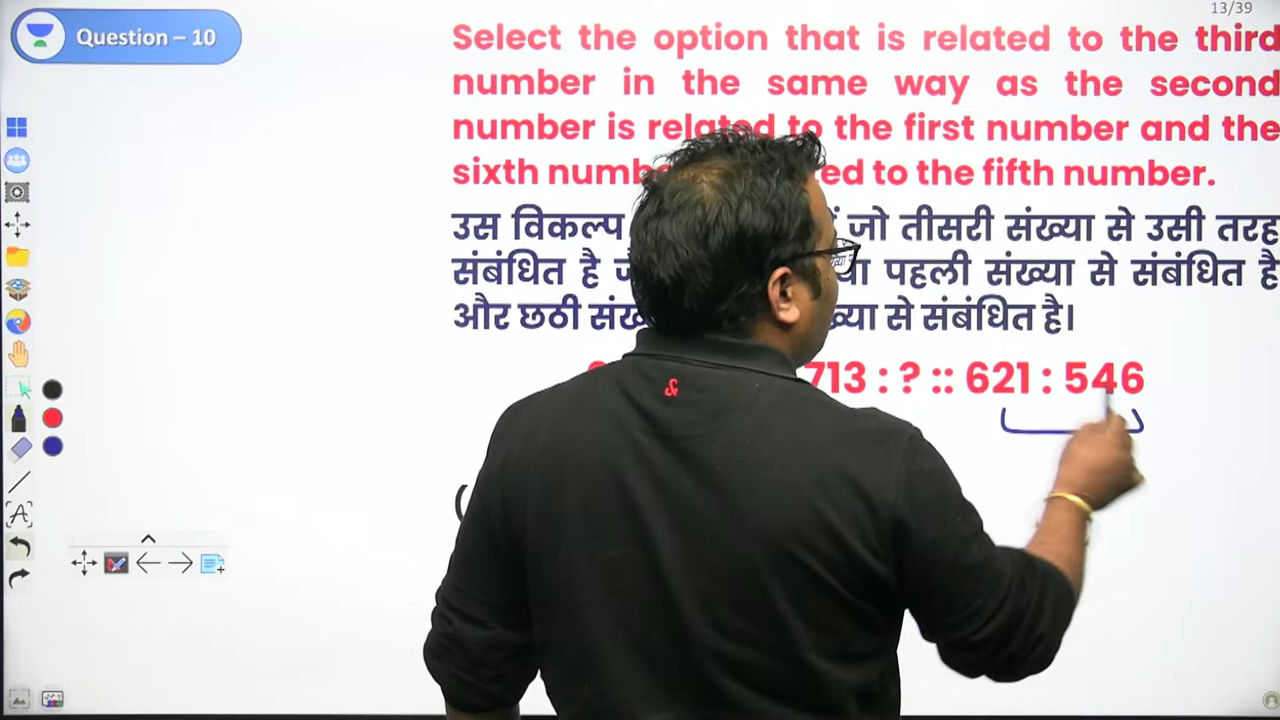 13/39
Question – 10
Select the option that is related to the third
number in the same way as the second
number is related to the first number and the
sixth to the fifth number.
उस विकल्प जो तीसरी संख्या से उसी तरह
संबंधित है पहली संख्या से संबंधित है
और छठी से संबंधित है।
713 : ? :: 621 : 546